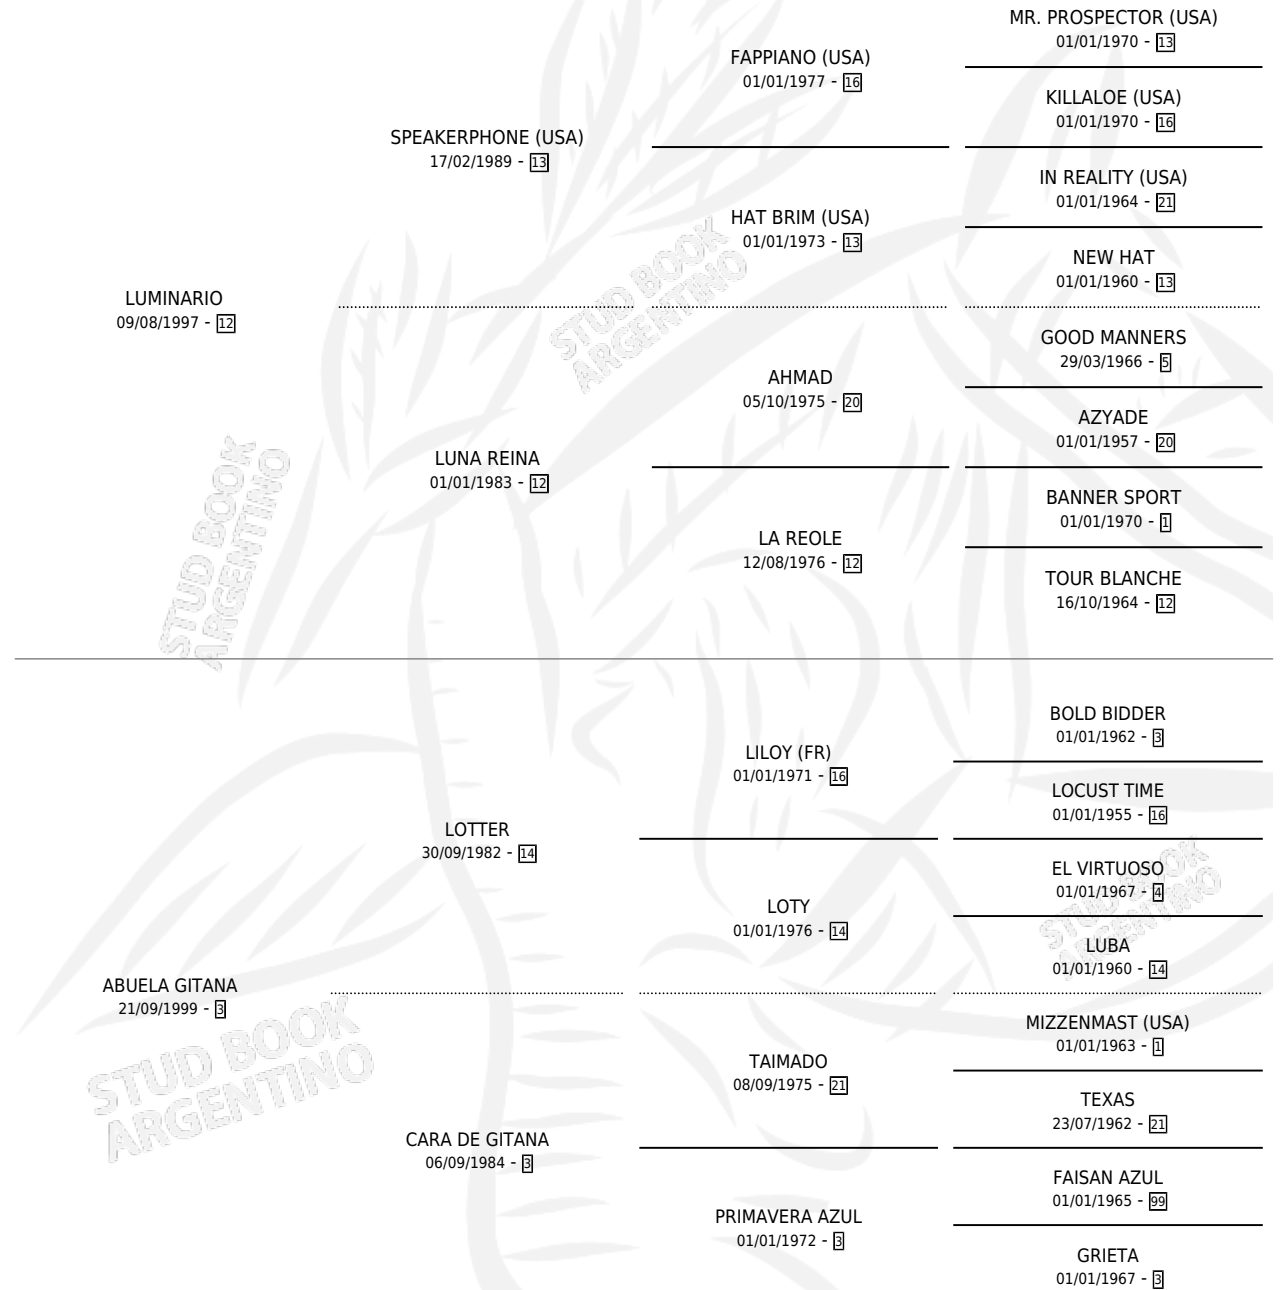 MR. PROSPECTOR (USA)
01/01/1970 - 13
FAPPIANO (USA)
01/01/1977 - 16
KILLALOE (USA)
01/01/1970 - 16
SPEAKERPHONE (USA)
17/02/1989 - 13
IN REALITY (USA)
01/01/1964 - 21
HAT BRIM (USA)
01/01/1973 - 13
NEW HAT
01/01/1960 - 13
LUMINARIO
09/08/1997 - 12
GOOD MANNERS
29/03/1966 - 5
AHMAD
05/10/1975 - 20
AZYADE
01/01/1957 - 20
LUNA REINA
01/01/1983 - 12
BANNER SPORT
01/01/1970 - 1
LA REOLE
12/08/1976 - 12
TOUR BLANCHE
16/10/1964 - 12
BOLD BIDDER
01/01/1962 - 3
LILOY (FR)
01/01/1971 - 16
LOCUST TIME
01/01/1955 - 16
LOTTER
30/09/1982 - 14
EL VIRTUOSO
01/01/1967 - 4
LOTY
01/01/1976 - 14
LUBA
01/01/1960 - 14
ABUELA GITANA
21/09/1999 - 3
MIZZENMAST (USA)
01/01/1963 - 1
TAIMADO
08/09/1975 - 21
TEXAS
23/07/1962 - 21
CARA DE GITANA
06/09/1984 - 3
FAISAN AZUL
01/01/1965 - 99
PRIMAVERA AZUL
01/01/1972 - 3
GRIETA
01/01/1967 - 3
STUD BOOK
ARGENTINO
STUD BOOK
ARGENTINO
STUD BOOK
ARGENTINO
STUD BOOK
ARGENTINO